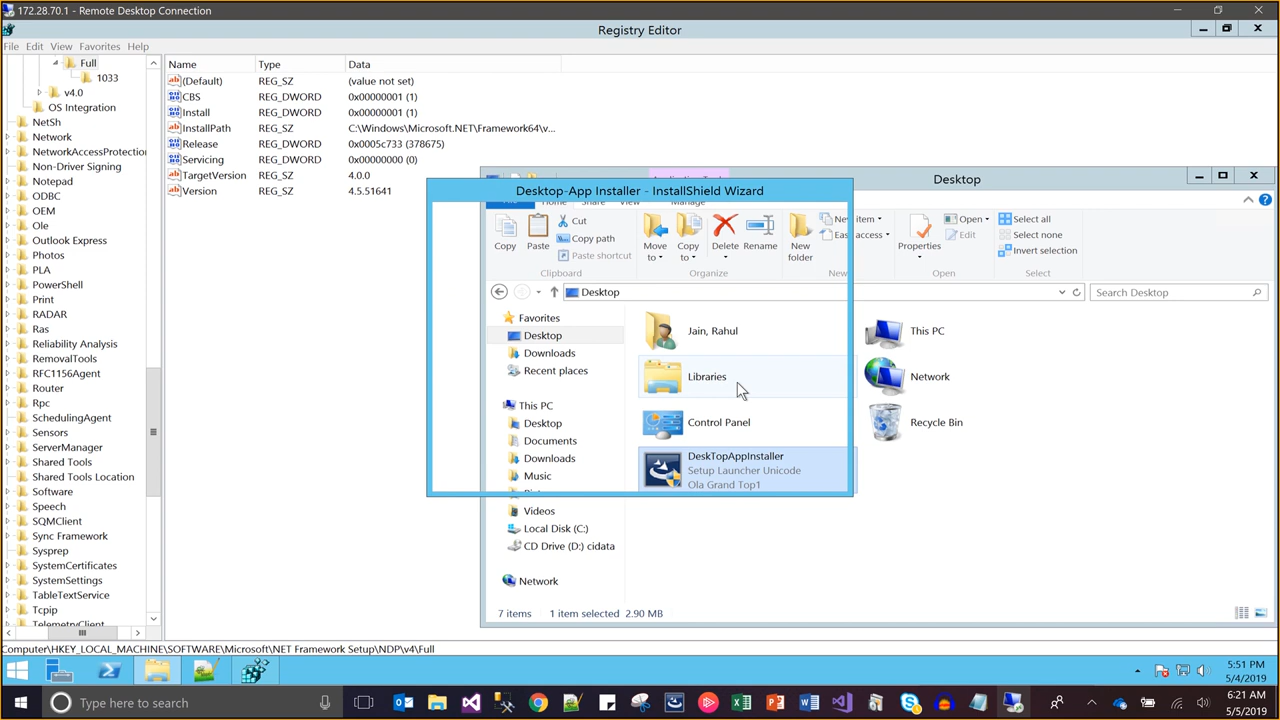 172.28.70.1 - Remote Desktop Connection
Registry Editor
File Edit View Favorites Help
Full
1033
v4.0
OS Integration
NetSh
Network
NetworkAccessProtection
Non-Driver Signing
Notepad
ODBC
OEM
Ole
Outlook Express
Photos
PLA
PowerShell
Print
RADAR
Ras
Reliability Analysis
RemovalTools
RFC1156Agent
Router
Rpc
SchedulingAgent
Sensors
ServerManager
Shared Tools
Shared Tools Location
Software
Speech
SQMClient
Sync Framework
Sysprep
SystemCertificates
SystemSettings
TableTextService
Tcpip
TelemetryClient
Name Type Data
(Default) REG_SZ (value not set)
CBS REG_DWORD 0x00000001 (1)
Install REG_DWORD 0x00000001 (1)
InstallPath REG_SZ C:\Windows\Microsoft.NET\Framework64\v...
Release REG_DWORD 0x0005c733 (378675)
Servicing REG_DWORD 0x00000000 (0)
TargetVersion REG_SZ 4.0.0
Version REG_SZ 4.5.51641
Desktop
Desktop-App Installer - InstallShield Wizard
Home Share View Manage
Copy
Paste
Cut
Copy path
Paste shortcut
Clipboard
Move to
Copy to
Delete
Rename
Organize
New folder
New item
Easy access
New
Properties
Open
Edit
Open
Select all
Select none
Invert selection
Select
Desktop
Search Desktop
Favorites
Desktop
Downloads
Recent places
This PC
Desktop
Documents
Downloads
Music
Videos
Local Disk (C:)
CD Drive (D:) cidata
Network
Jain, Rahul
Libraries
Control Panel
DeskTopAppInstaller
Setup Launcher Unicode
Ola Grand Top1
This PC
Network
Recycle Bin
7 items 1 item selected 2.90 MB
Computer\HKEY_LOCAL_MACHINE\SOFTWARE\Microsoft\NET Framework Setup\NDP\v4\Full
5:51 PM
5/4/2019
Type here to search
6:21 AM
5/5/2019